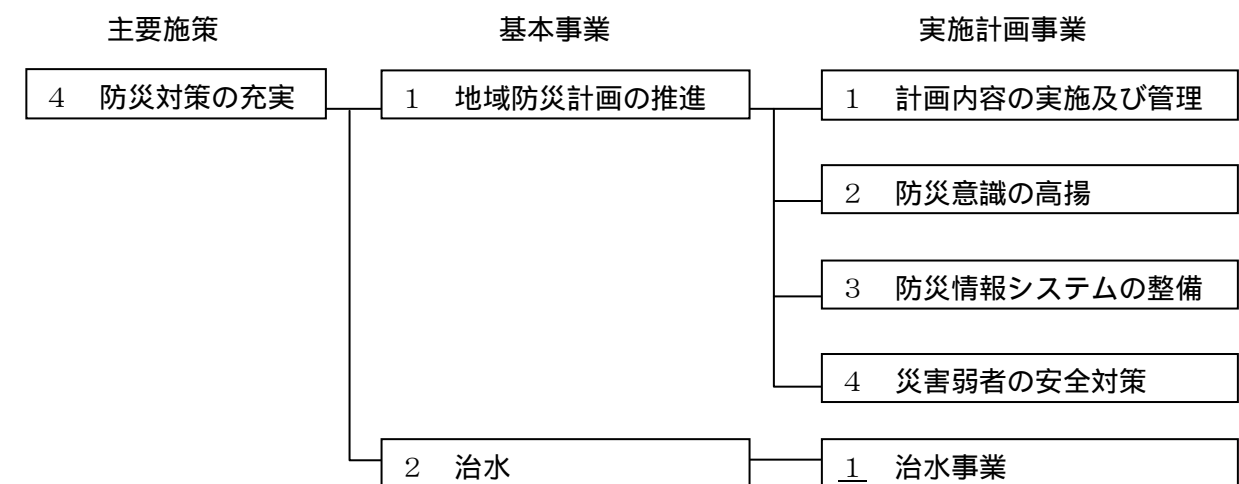 主要施策 基本事業 実施計画事業
4 防災対策の充実 1 地域防災計画の推進 1 計画内容の実施及び管理
2 防災意識の高揚
3 防災情報システムの整備
4 災害弱者の安全対策
2 治水 1 治水事業